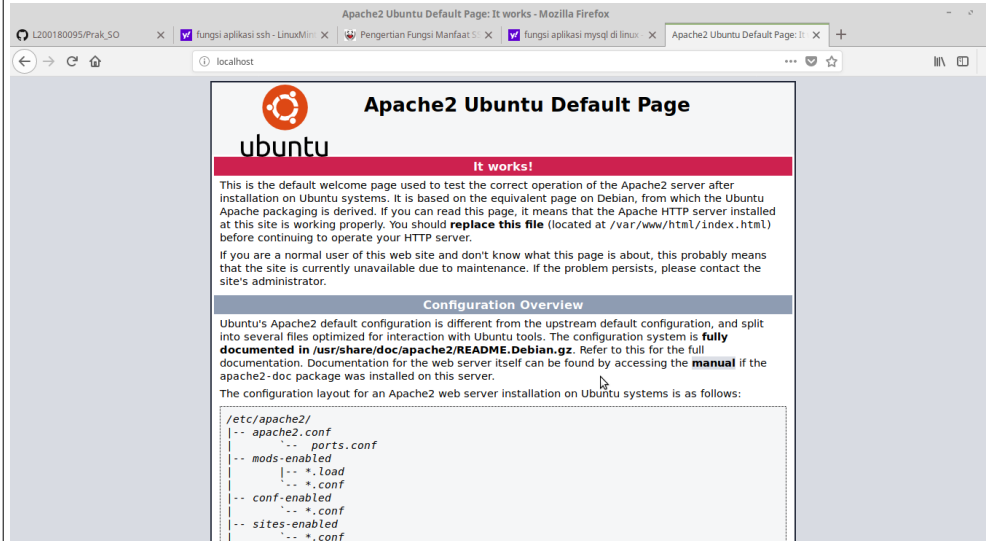 Apache2 Ubuntu Default Page: It works - Mozilla Firefox
L200180095/Prak_SO
fungsi aplikasi ssh - LinuxMin
Pengertian Fungsi Manfaat SS
fungsi aplikasi mysql di linux
Apache2 Ubuntu Default Page: It
localhost
ubuntu
Apache2 Ubuntu Default Page
It works!
This is the default welcome page used to test the correct operation of the Apache2 server after
installation on Ubuntu systems. It is based on the equivalent page on Debian, from which the Ubuntu
Apache packaging is derived. If you can read this page, it means that the Apache HTTP server installed
at this site is working properly. You should replace this file (located at /var/www/html/index.html)
before continuing to operate your HTTP server.
If you are a normal user of this web site and don't know what this page is about, this probably means
that the site is currently unavailable due to maintenance. If the problem persists, please contact the
site's administrator.
Configuration Overview
Ubuntu's Apache2 default configuration is different from the upstream default configuration, and split
into several files optimized for interaction with Ubuntu tools. The configuration system is fully
documented in /usr/share/doc/apache2/README.Debian.gz. Refer to this for the full
documentation. Documentation for the web server itself can be found by accessing the manual if the
apache2-doc package was installed on this server.
The configuration layout for an Apache2 web server installation on Ubuntu systems is as follows:
/etc/apache2/
|-- apache2.conf
|       `--  ports.conf
|-- mods-enabled
|       |-- *.load
|       `-- *.conf
|-- conf-enabled
|       `-- *.conf
|-- sites-enabled
|       `-- *.conf